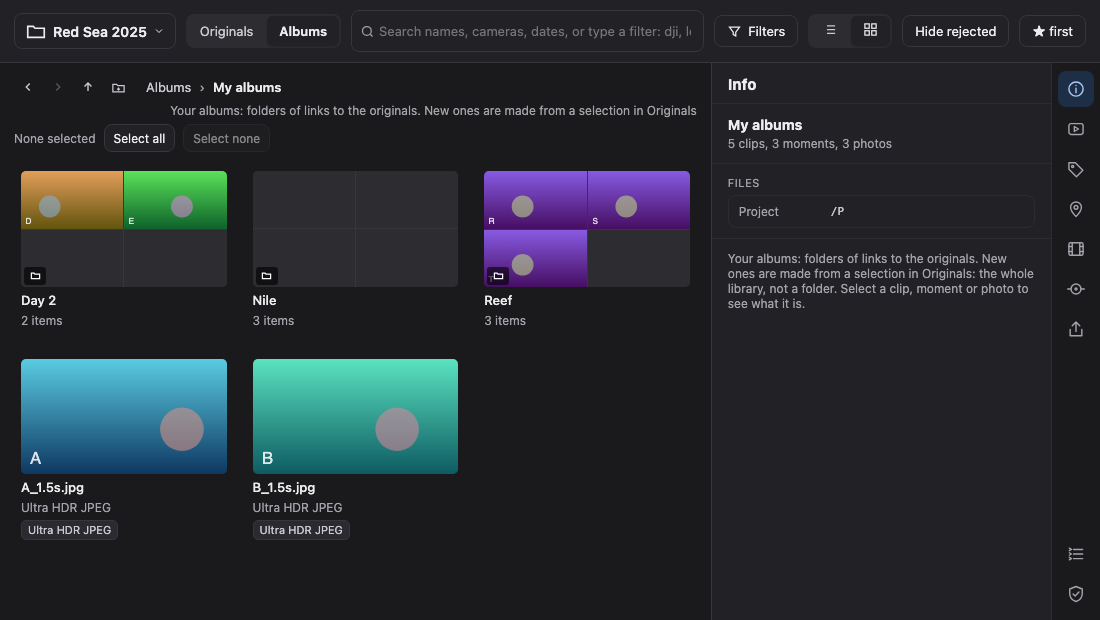 Red Sea 2025
Originals
Albums
Search names, cameras, dates, or type a filter: dji,
Filters
Hide rejected
★ first
Albums › My albums
Your albums: folders of links to the originals. New ones are made from a selection in Originals
None selected
Select all
Select none
D
E
R
S
Day 2
2 items
Nile
3 items
Reef
3 items
A
B
A_1.5s.jpg
Ultra HDR JPEG
Ultra HDR JPEG
B_1.5s.jpg
Ultra HDR JPEG
Ultra HDR JPEG
Info
My albums
5 clips, 3 moments, 3 photos
FILES
Project
/P
Your albums: folders of links to the originals. New
ones are made from a selection in Originals: the whole
library, not a folder. Select a clip, moment or photo to
see what it is.